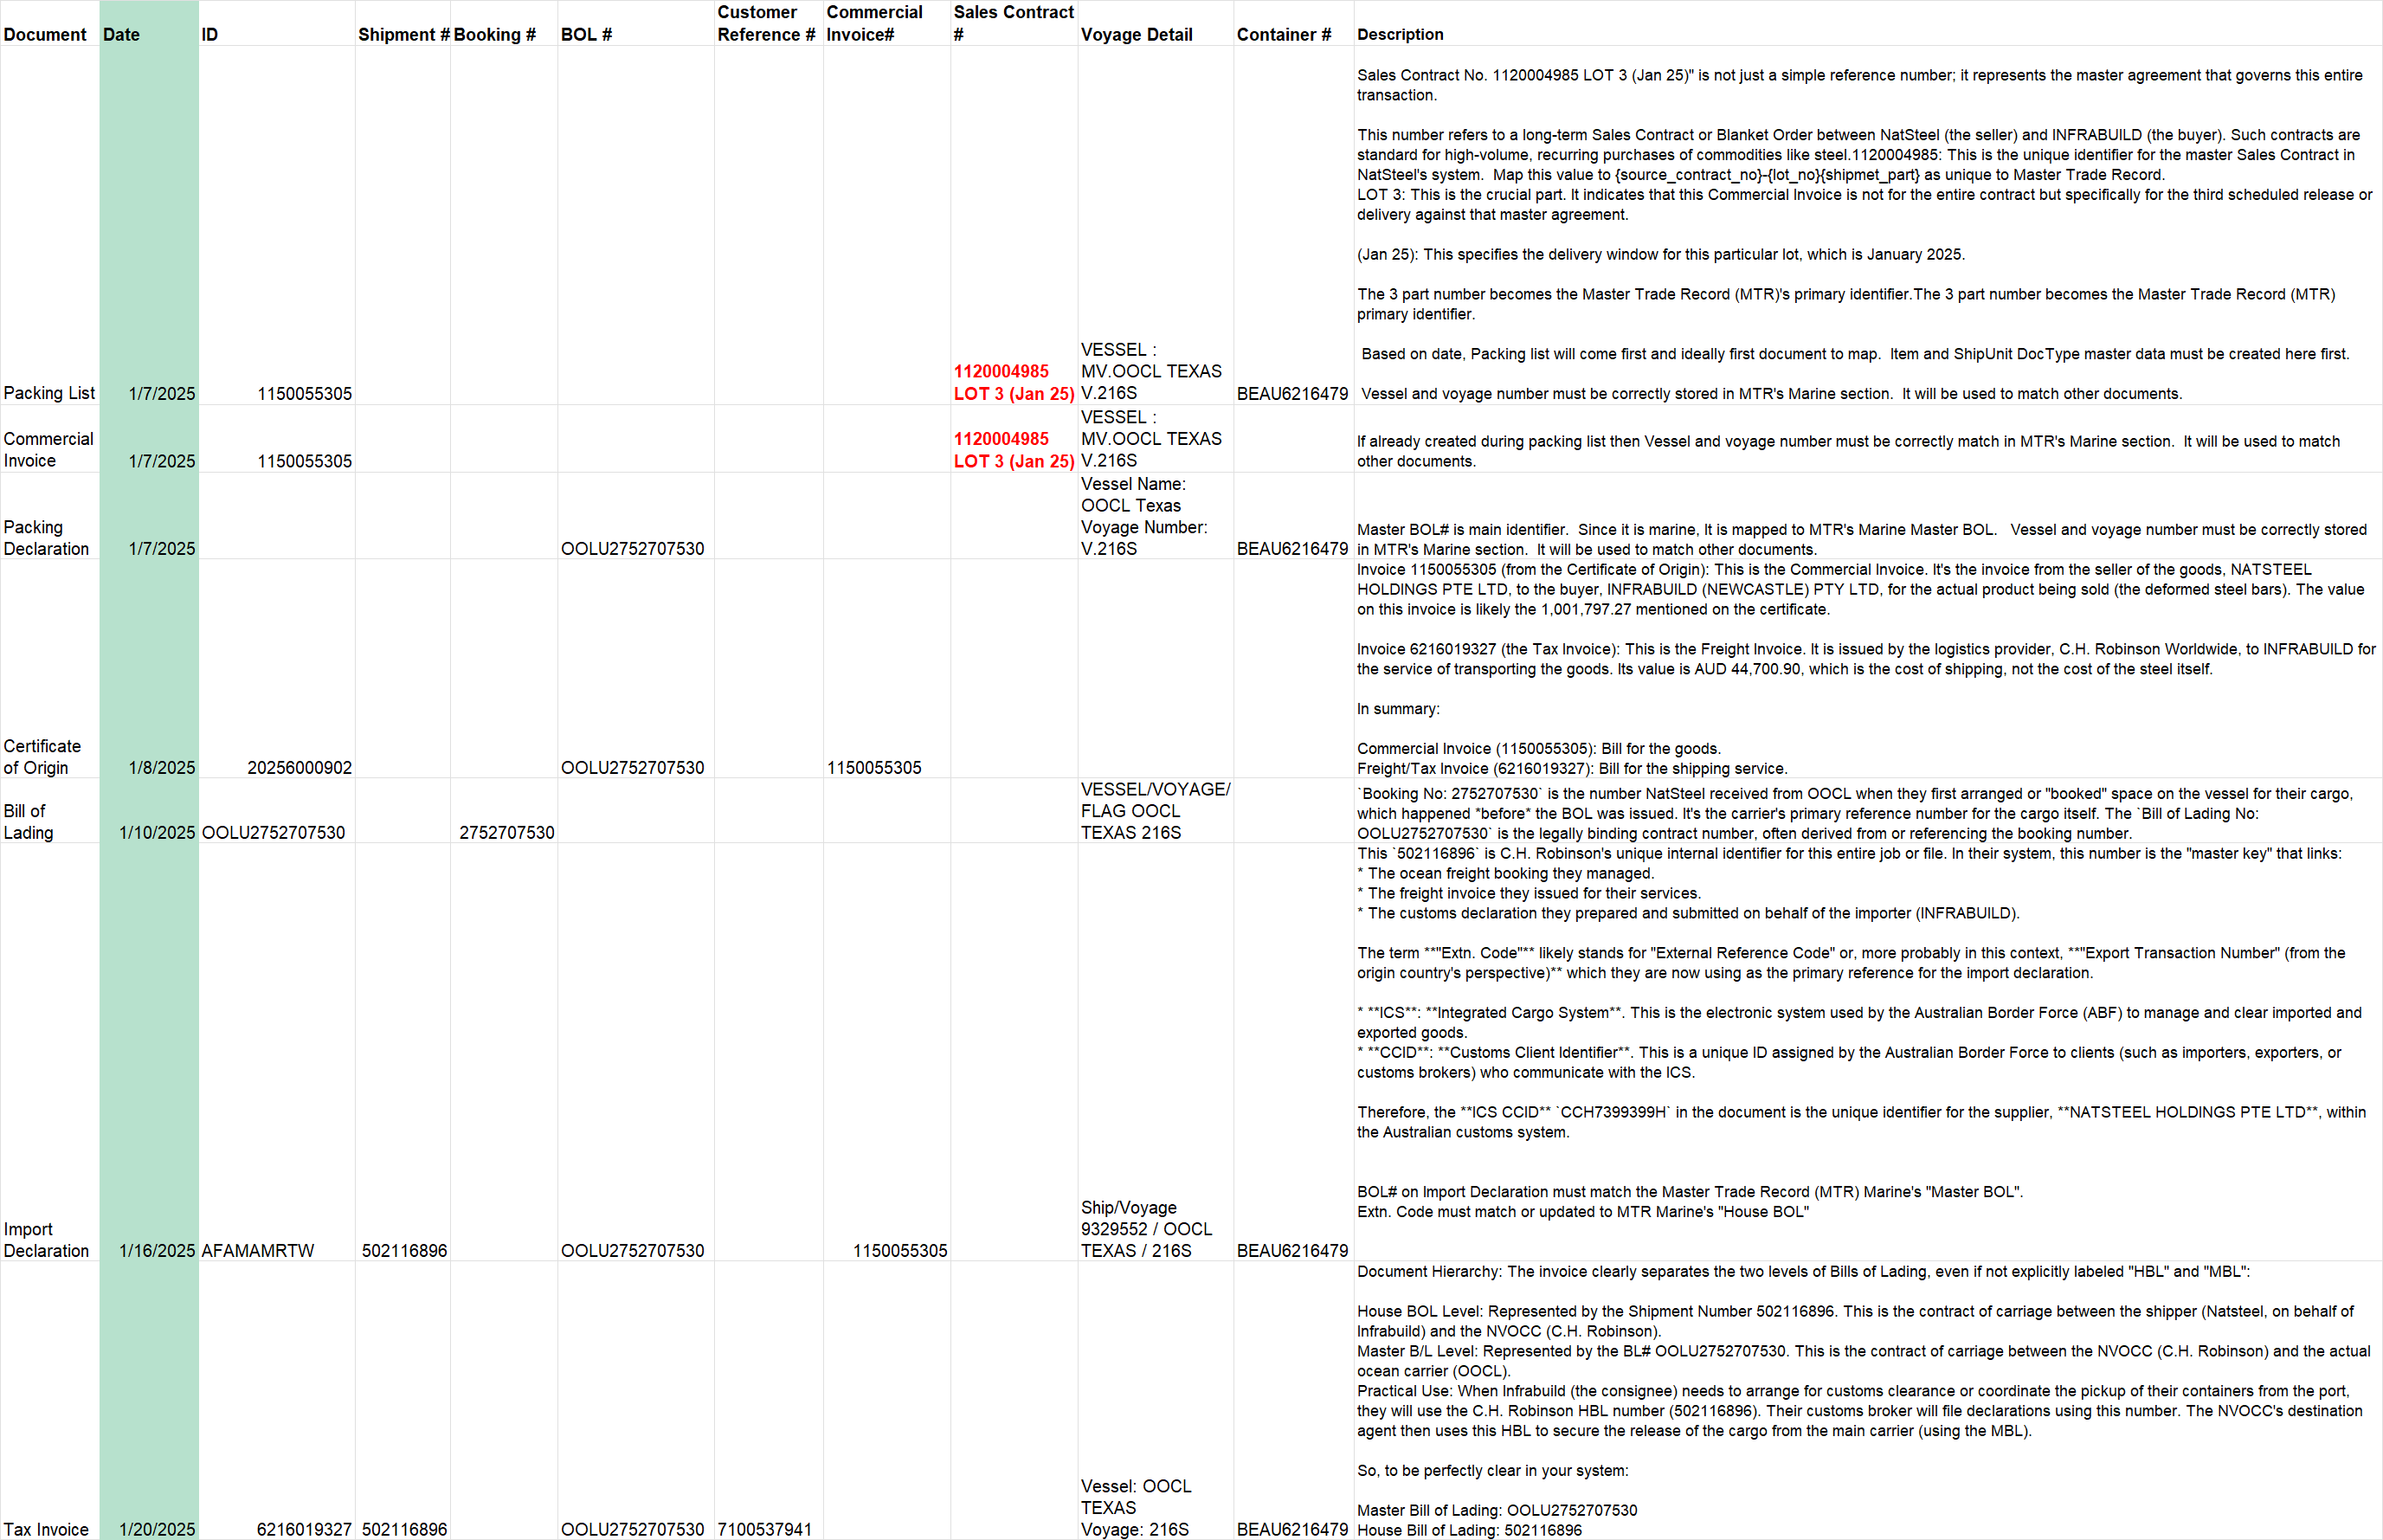 Document Date ID Shipment # Booking # BOL # Customer Reference # Commercial Invoice# Sales Contract # Voyage Detail Container # Description
Sales Contract No. 1120004985 LOT 3 (Jan 25)" is not just a simple reference number; it represents the master agreement that governs this entire
transaction.
This number refers to a long-term Sales Contract or Blanket Order between NatSteel (the seller) and INFRABUILD (the buyer). Such contracts are
standard for high-volume, recurring purchases of commodities like steel.1120004985: This is the unique identifier for the master Sales Contract in
NatSteel's system.  Map this value to {source_contract_no}-{lot_no}{shipmet_part} as unique to Master Trade Record.
LOT 3: This is the crucial part. It indicates that this Commercial Invoice is not for the entire contract but specifically for the third scheduled release or
delivery against that master agreement.
(Jan 25): This specifies the delivery window for this particular lot, which is January 2025.
The 3 part number becomes the Master Trade Record (MTR)'s primary identifier.The 3 part number becomes the Master Trade Record (MTR)
primary identifier.
Based on date, Packing list will come first and ideally first document to map.  Item and ShipUnit DocType master data must be created here first.
Vessel and voyage number must be correctly stored in MTR's Marine section.  It will be used to match other documents.
Packing List 1/7/2025 1150055305
1120004985
LOT 3 (Jan 25)
VESSEL :
MV.OOCL TEXAS
V.216S
BEAU6216479
Commercial
Invoice
1/7/2025 1150055305
1120004985
LOT 3 (Jan 25)
VESSEL :
MV.OOCL TEXAS
V.216S
If already created during packing list then Vessel and voyage number must be correctly match in MTR's Marine section.  It will be used to match
other documents.
Packing
Declaration
1/7/2025 OOLU2752707530
Vessel Name:
OOCL Texas
Voyage Number:
V.216S
BEAU6216479
Master BOL# is main identifier.  Since it is marine, It is mapped to MTR's Marine Master BOL.   Vessel and voyage number must be correctly stored
in MTR's Marine section.  It will be used to match other documents.
Certificate
of Origin
1/8/2025 20256000902 OOLU2752707530 1150055305
Invoice 1150055305 (from the Certificate of Origin): This is the Commercial Invoice. It's the invoice from the seller of the goods, NATSTEEL
HOLDINGS PTE LTD, to the buyer, INFRABUILD (NEWCASTLE) PTY LTD, for the actual product being sold (the deformed steel bars). The value
on this invoice is likely the 1,001,797.27 mentioned on the certificate.
Invoice 6216019327 (the Tax Invoice): This is the Freight Invoice. It is issued by the logistics provider, C.H. Robinson Worldwide, to INFRABUILD for
the service of transporting the goods. Its value is AUD 44,700.90, which is the cost of shipping, not the cost of the steel itself.
In summary:
Commercial Invoice (1150055305): Bill for the goods.
Freight/Tax Invoice (6216019327): Bill for the shipping service.
Bill of
Lading
1/10/2025 OOLU2752707530 2752707530
VESSEL/VOYAGE/
FLAG OOCL
TEXAS 216S
`Booking No: 2752707530` is the number NatSteel received from OOCL when they first arranged or "booked" space on the vessel for their cargo,
which happened *before* the BOL was issued. It's the carrier's primary reference number for the cargo itself. The `Bill of Lading No:
OOLU2752707530` is the legally binding contract number, often derived from or referencing the booking number.
Import
Declaration
1/16/2025 AFAMAMRTW 502116896 OOLU2752707530 1150055305
Ship/Voyage
9329552 / OOCL
TEXAS / 216S
BEAU6216479
This `502116896` is C.H. Robinson's unique internal identifier for this entire job or file. In their system, this number is the "master key" that links:
* The ocean freight booking they managed.
* The freight invoice they issued for their services.
* The customs declaration they prepared and submitted on behalf of the importer (INFRABUILD).
The term **"Extn. Code"** likely stands for "External Reference Code" or, more probably in this context, **"Export Transaction Number" (from the
origin country's perspective)** which they are now using as the primary reference for the import declaration.
* **ICS**: **Integrated Cargo System**. This is the electronic system used by the Australian Border Force (ABF) to manage and clear imported and
exported goods.
* **CCID**: **Customs Client Identifier**. This is a unique ID assigned by the Australian Border Force to clients (such as importers, exporters, or
customs brokers) who communicate with the ICS.
Therefore, the **ICS CCID** `CCH7399399H` in the document is the unique identifier for the supplier, **NATSTEEL HOLDINGS PTE LTD**, within
the Australian customs system.
BOL# on Import Declaration must match the Master Trade Record (MTR) Marine's "Master BOL".
Extn. Code must match or updated to MTR Marine's "House BOL"
Tax Invoice 1/20/2025 6216019327 502116896 OOLU2752707530 7100537941
Vessel: OOCL
TEXAS
Voyage: 216S
BEAU6216479
Document Hierarchy: The invoice clearly separates the two levels of Bills of Lading, even if not explicitly labeled "HBL" and "MBL":
House BOL Level: Represented by the Shipment Number 502116896. This is the contract of carriage between the shipper (Natsteel, on behalf of
Infrabuild) and the NVOCC (C.H. Robinson).
Master B/L Level: Represented by the BL# OOLU2752707530. This is the contract of carriage between the NVOCC (C.H. Robinson) and the actual
ocean carrier (OOCL).
Practical Use: When Infrabuild (the consignee) needs to arrange for customs clearance or coordinate the pickup of their containers from the port,
they will use the C.H. Robinson HBL number (502116896). Their customs broker will file declarations using this number. The NVOCC's destination
agent then uses this HBL to secure the release of the cargo from the main carrier (using the MBL).
So, to be perfectly clear in your system:
Master Bill of Lading: OOLU2752707530
House Bill of Lading: 502116896